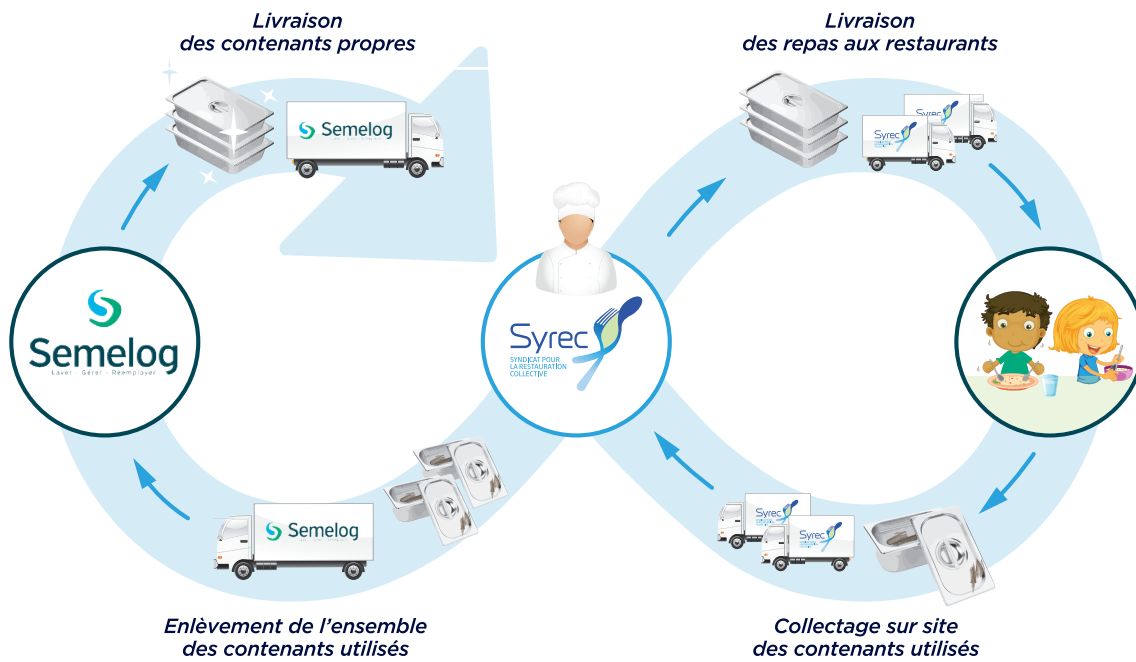 Livraison
des contenants propres
Livraison
des repas aux restaurants
Semelog
Syrec
Syrec
Semelog
Laver - Gérer - Réemployer
Syrec
SYNDICAT POUR
LA RESTAURATION
COLLECTIVE
Semelog
Syrec
Syrec
Enlèvement de l'ensemble
des contenants utilisés
Collectage sur site
des contenants utilisés